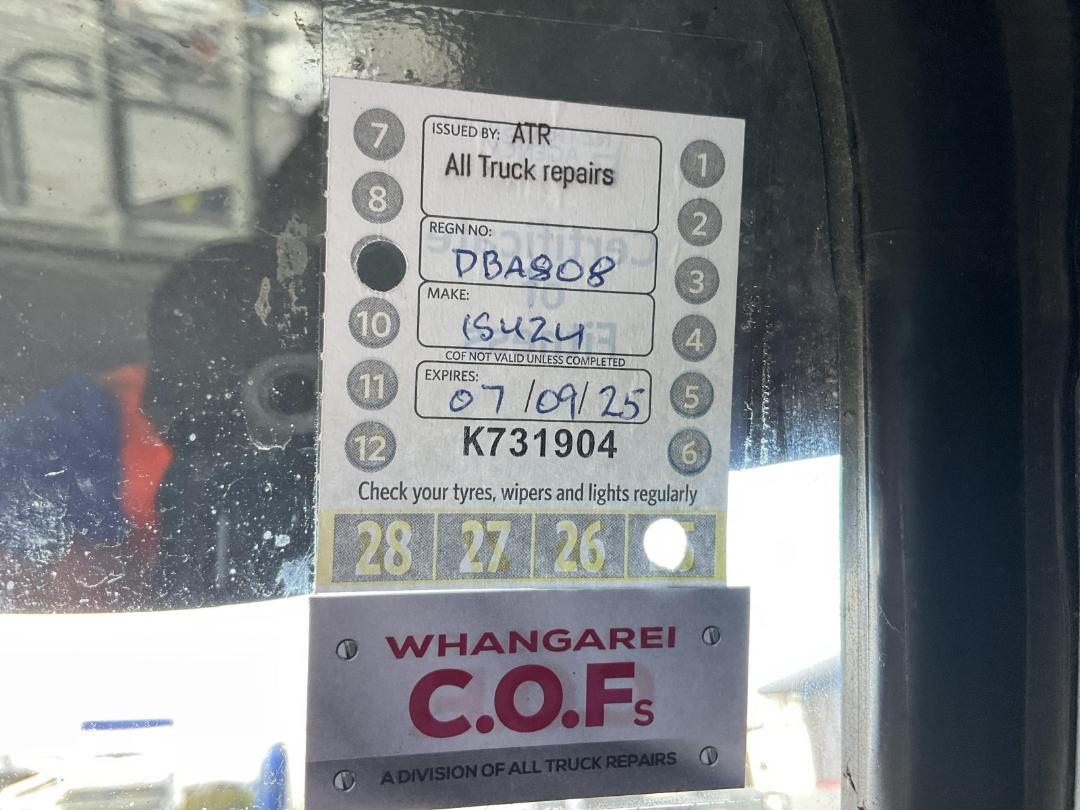 7
8
10
11
12
ISSUED BY: ATR
All Truck repairs
REGN NO:
DBA808
MAKE:
ISUZU
COF NOT VALID UNLESS COMPLETED
EXPIRES:
07/09/25
K731904
1
2
3
4
5
6
Check your tyres, wipers and lights regularly
28 27 26
WHANGAREI
C.O.Fs
A DIVISION OF ALL TRUCK REPAIRS